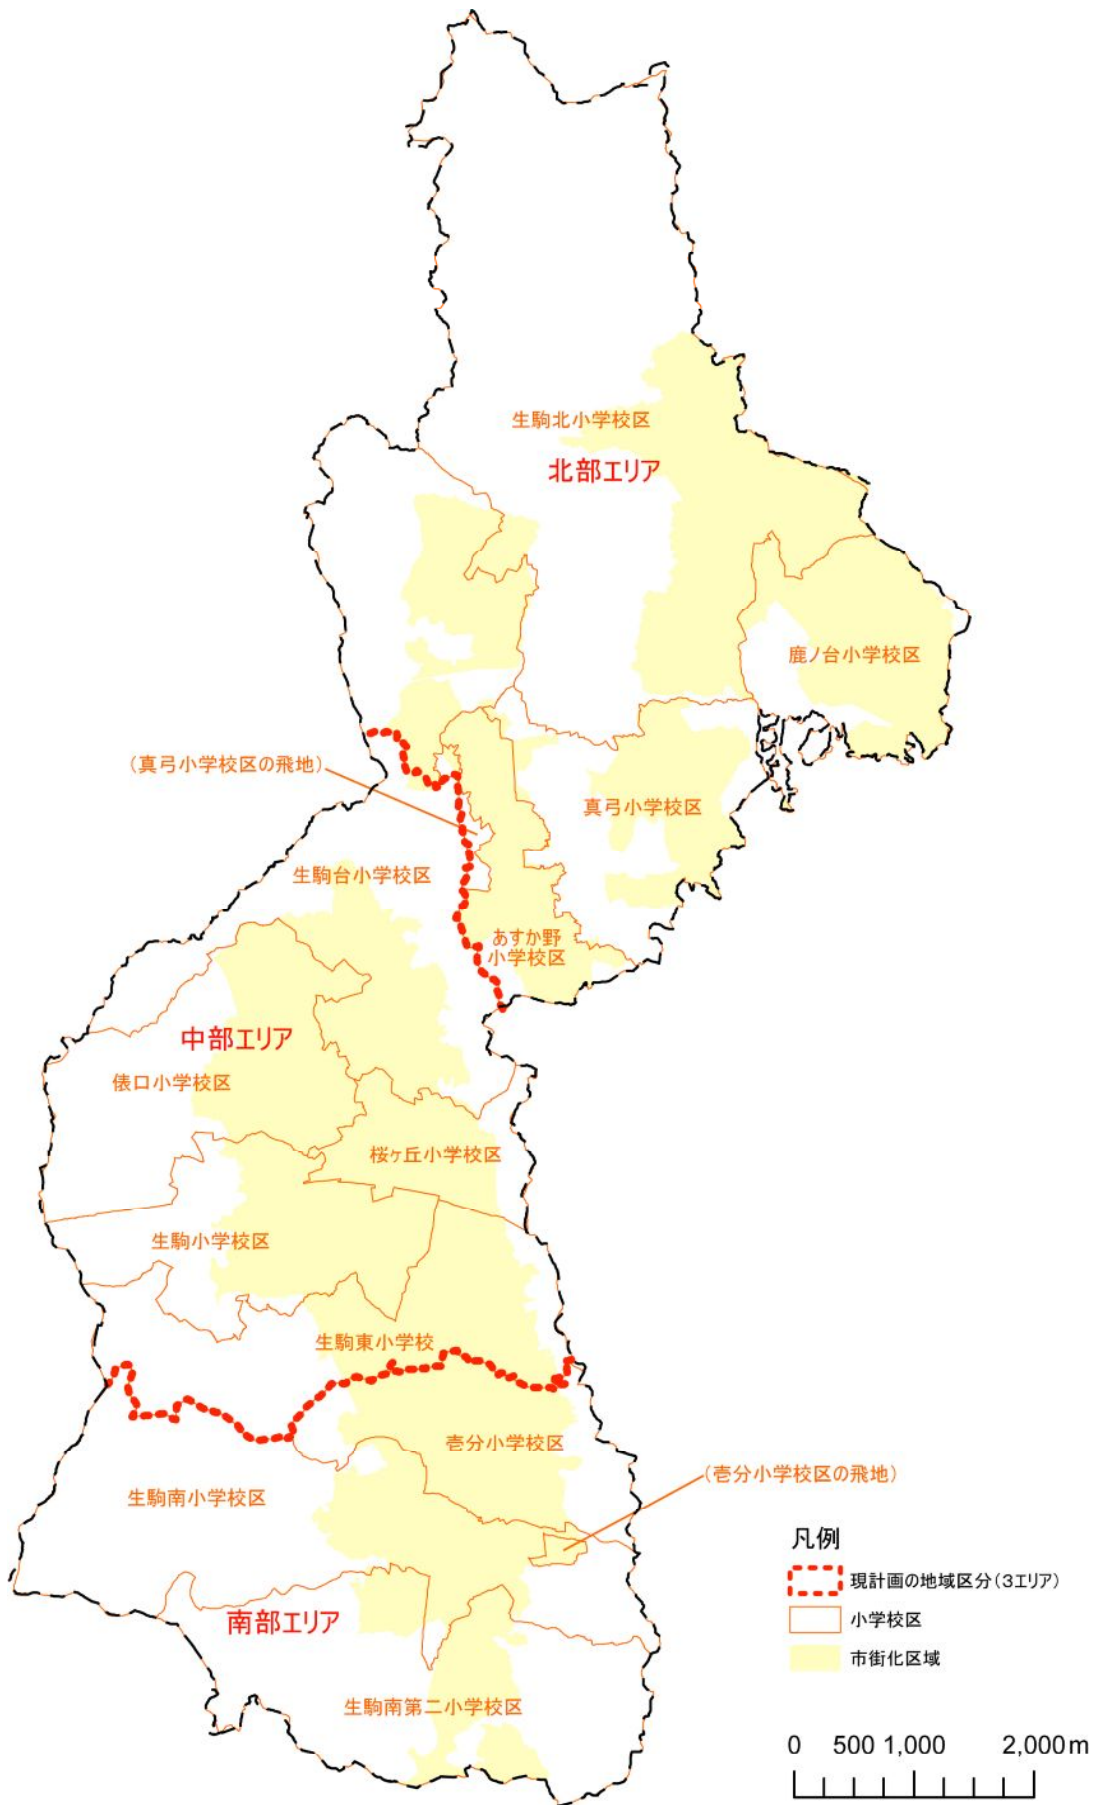 生駒北小学校区
北部エリア
鹿ノ台小学校区
(真弓小学校区の飛地)
真弓小学校区
生駒台小学校区
あすか野
小学校区
中部エリア
俵口小学校区
桜ヶ丘小学校区
生駒小学校区
生駒東小学校
壱分小学校区
(壱分小学校区の飛地)
生駒南小学校区
南部エリア
生駒南第二小学校区
凡例
現計画の地域区分(3エリア)
小学校区
市街化区域
0 500 1,000 2,000m